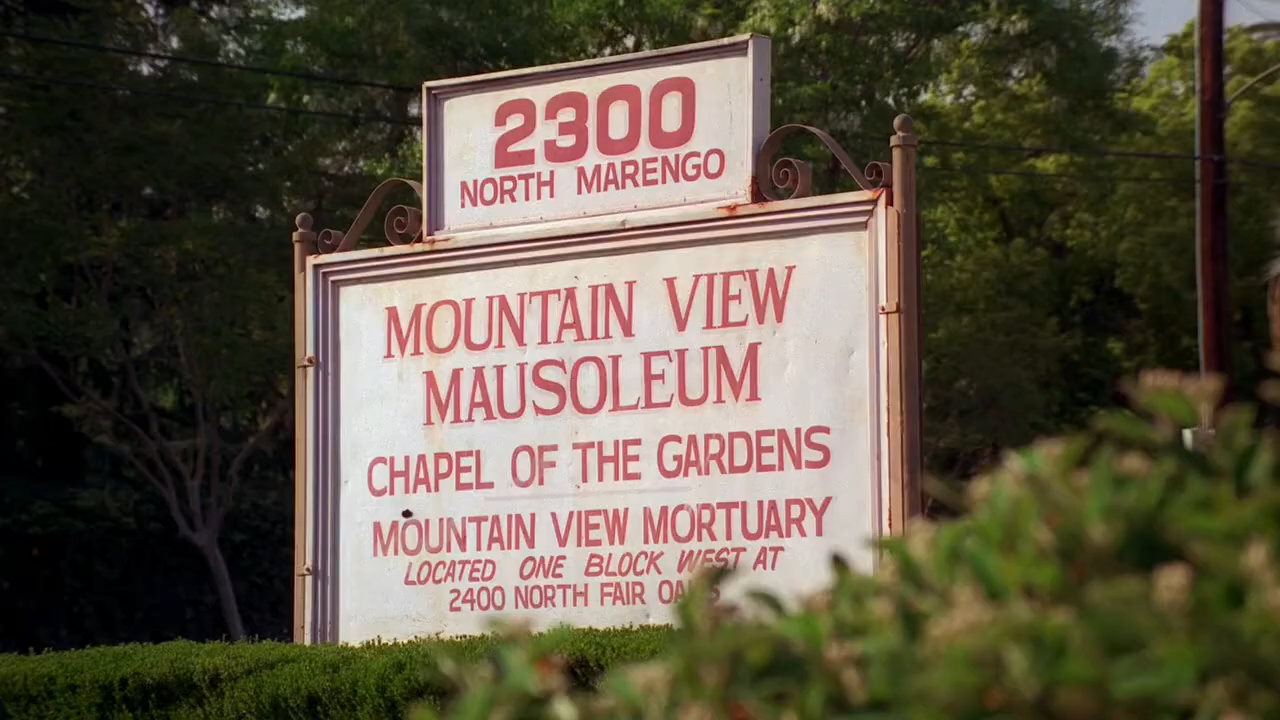 2300
NORTH MARENGO
MOUNTAIN VIEW
MAUSOLEUM
CHAPEL OF THE GARDENS
MOUNTAIN VIEW MORTUARY
LOCATED ONE BLOCK WEST AT
2400 NORTH FAIR OAKS